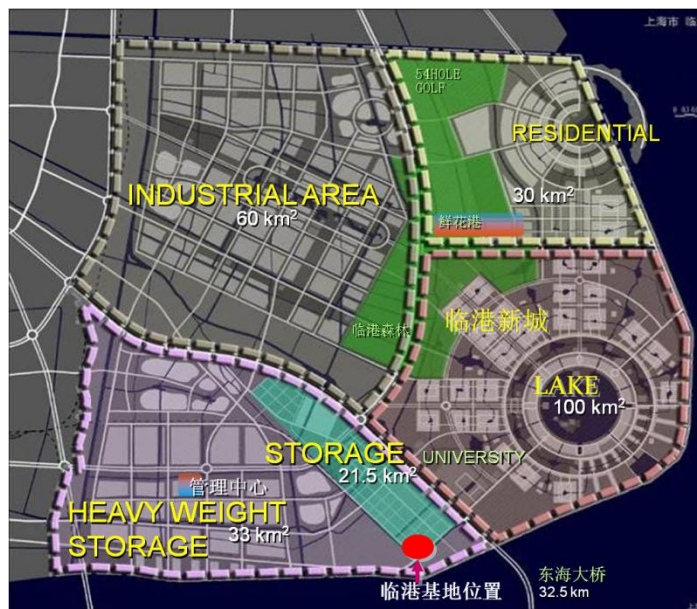 上海市 临
54HOLE
GOLF
RESIDENTIAL
30 km²
鲜花港
INDUSTRIAL AREA
60 km²
临港森林
临港新城
LAKE
100 km²
STORAGE
21.5 km²
UNIVERSITY
管理中心
HEAVY WEIGHT
33 km²
STORAGE
东海大桥
32.5 km
临港基地位置